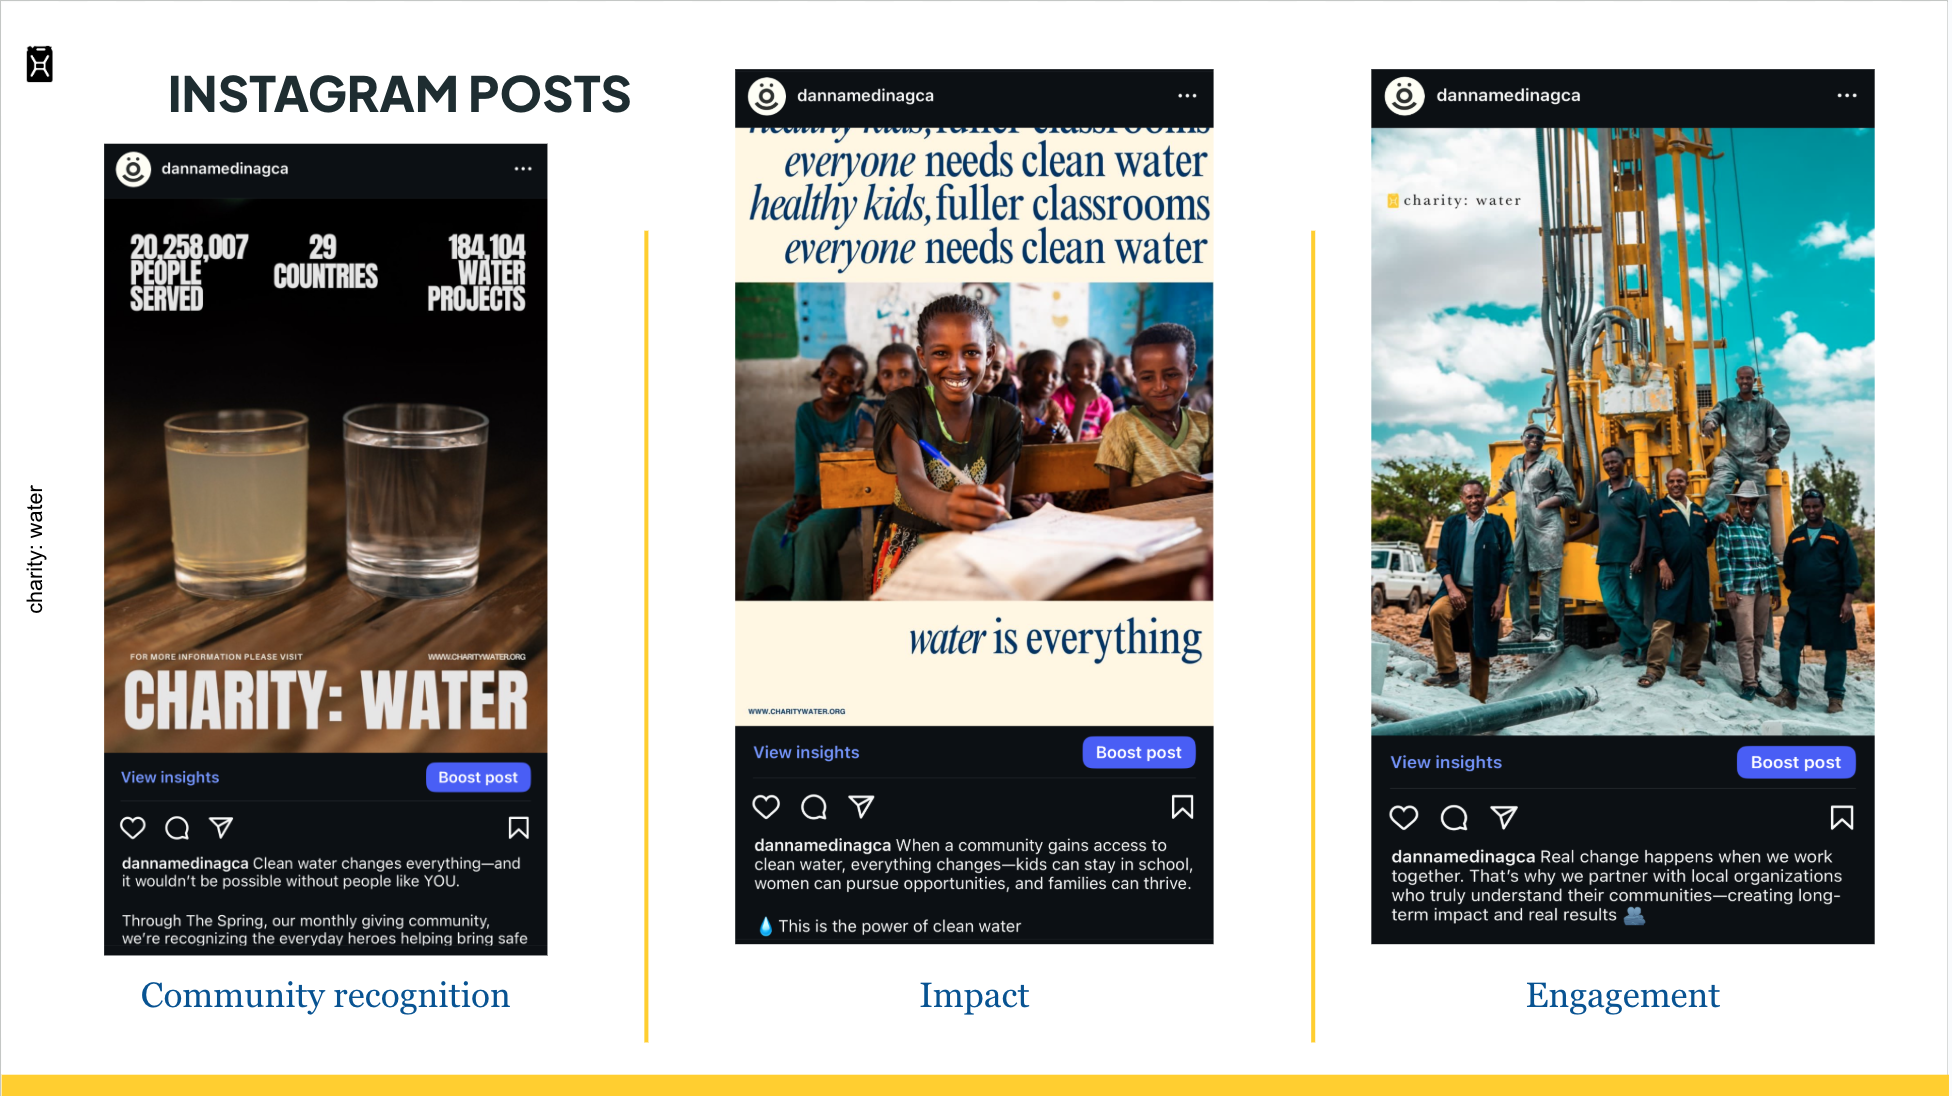 INSTAGRAM POSTS
charity: water
dannamedinagca
20,258,007
PEOPLE
SERVED
29
COUNTRIES
184,104
WATER
PROJECTS
FOR MORE INFORMATION PLEASE VISIT
WWW.CHARITYWATER.ORG
CHARITY: WATER
View insights
Boost post
dannamedinagca Clean water changes everything—and
it wouldn't be possible without people like YOU.
Through The Spring, our monthly giving community,
we're recognizing the everyday heroes helping bring safe
Community recognition
dannamedinagca
healthy kids, fuller classrooms
everyone needs clean water
healthy kids, fuller classrooms
everyone needs clean water
water is everything
WWW.CHARITYWATER.ORG
View insights
Boost post
dannamedinagca When a community gains access to
clean water, everything changes—kids can stay in school,
women can pursue opportunities, and families can thrive.
💧 This is the power of clean water
Impact
dannamedinagca
charity: water
View insights
Boost post
dannamedinagca Real change happens when we work
together. That's why we partner with local organizations
who truly understand their communities—creating long-
term impact and real results 🫂
Engagement